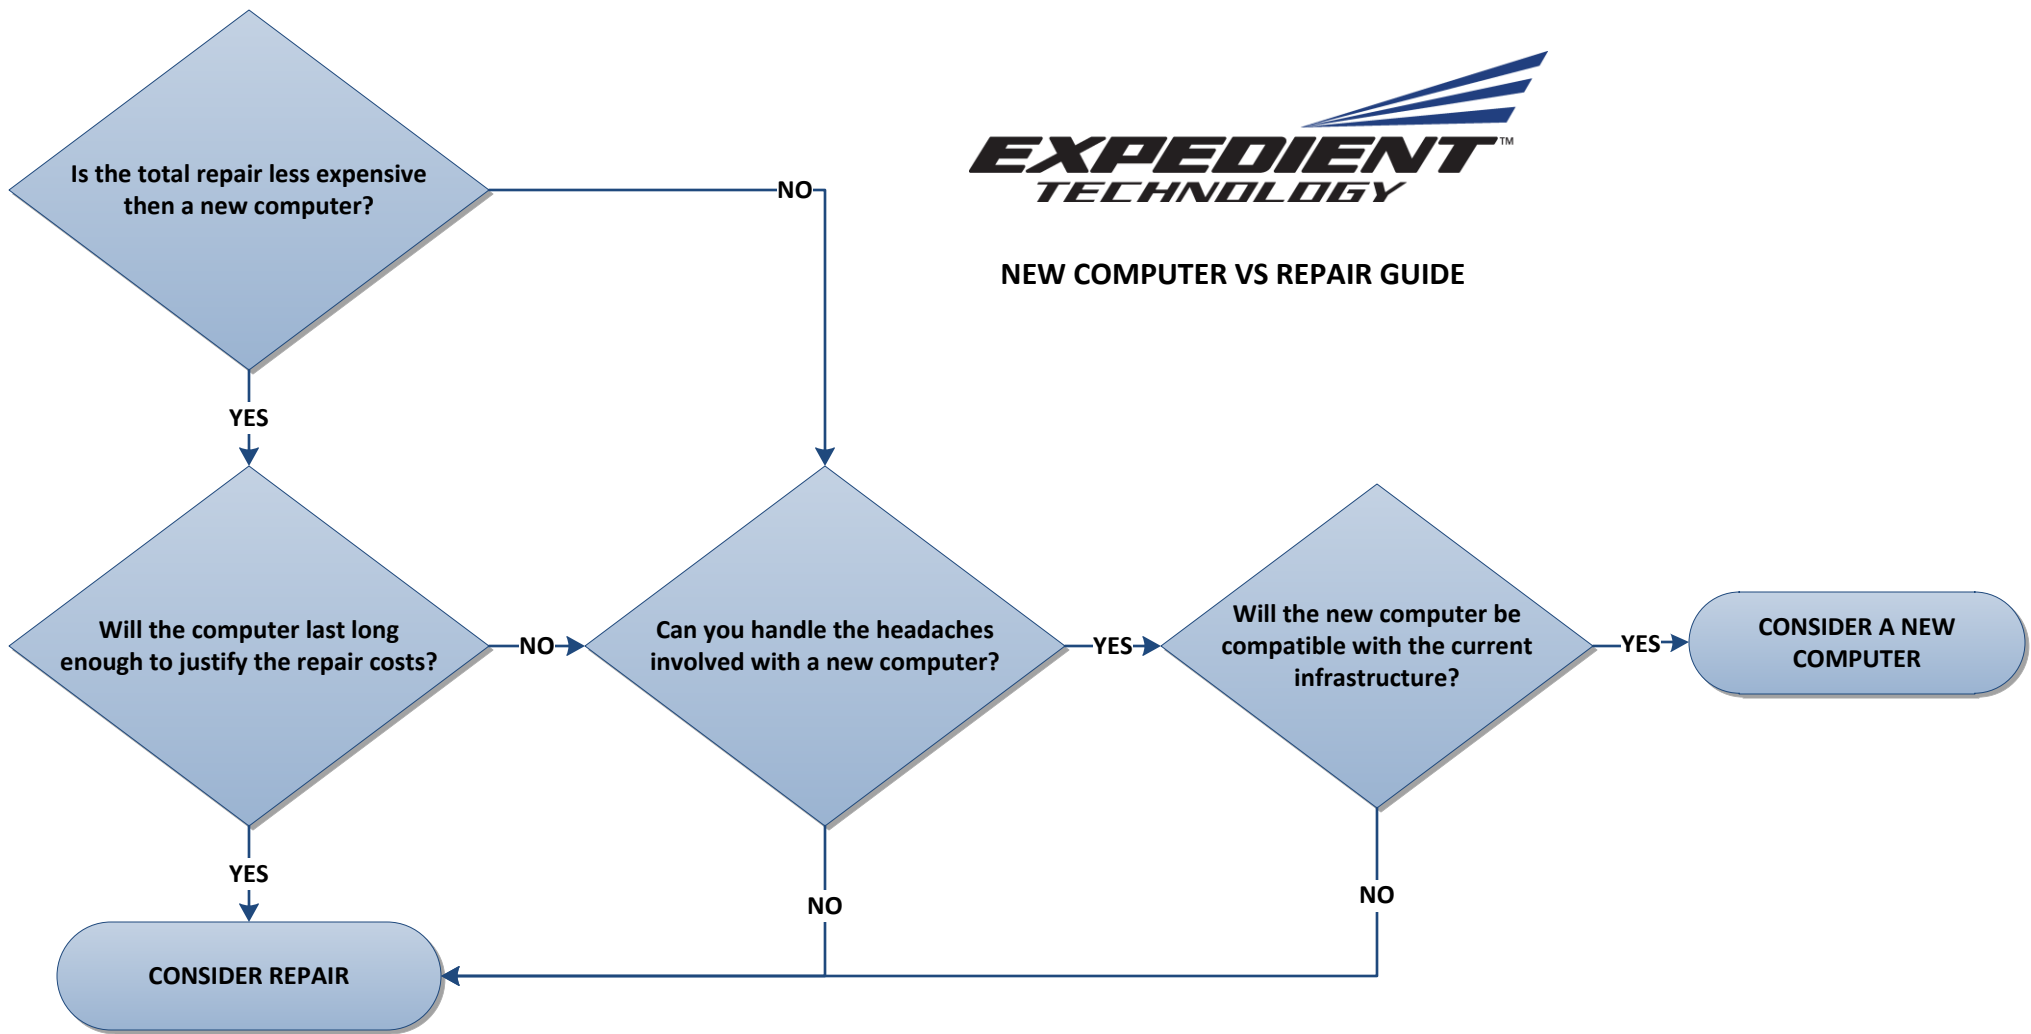 EXPEDIENT™
TECHNOLOGY
NEW COMPUTER VS REPAIR GUIDE
Is the total repair less expensive
then a new computer?
NO
YES
Will the computer last long
enough to justify the repair costs?
NO
Can you handle the headaches
involved with a new computer?
YES
Will the new computer be
compatible with the current
infrastructure?
YES
CONSIDER A NEW
COMPUTER
YES
NO
NO
CONSIDER REPAIR